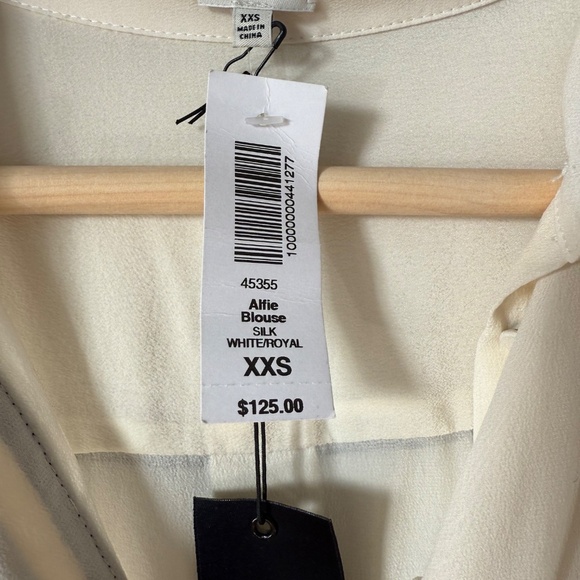 XXS
MADE IN
CHINA
10000000441277
45355
Alfie
Blouse
SILK
WHITE/ROYAL
XXS
$125.00